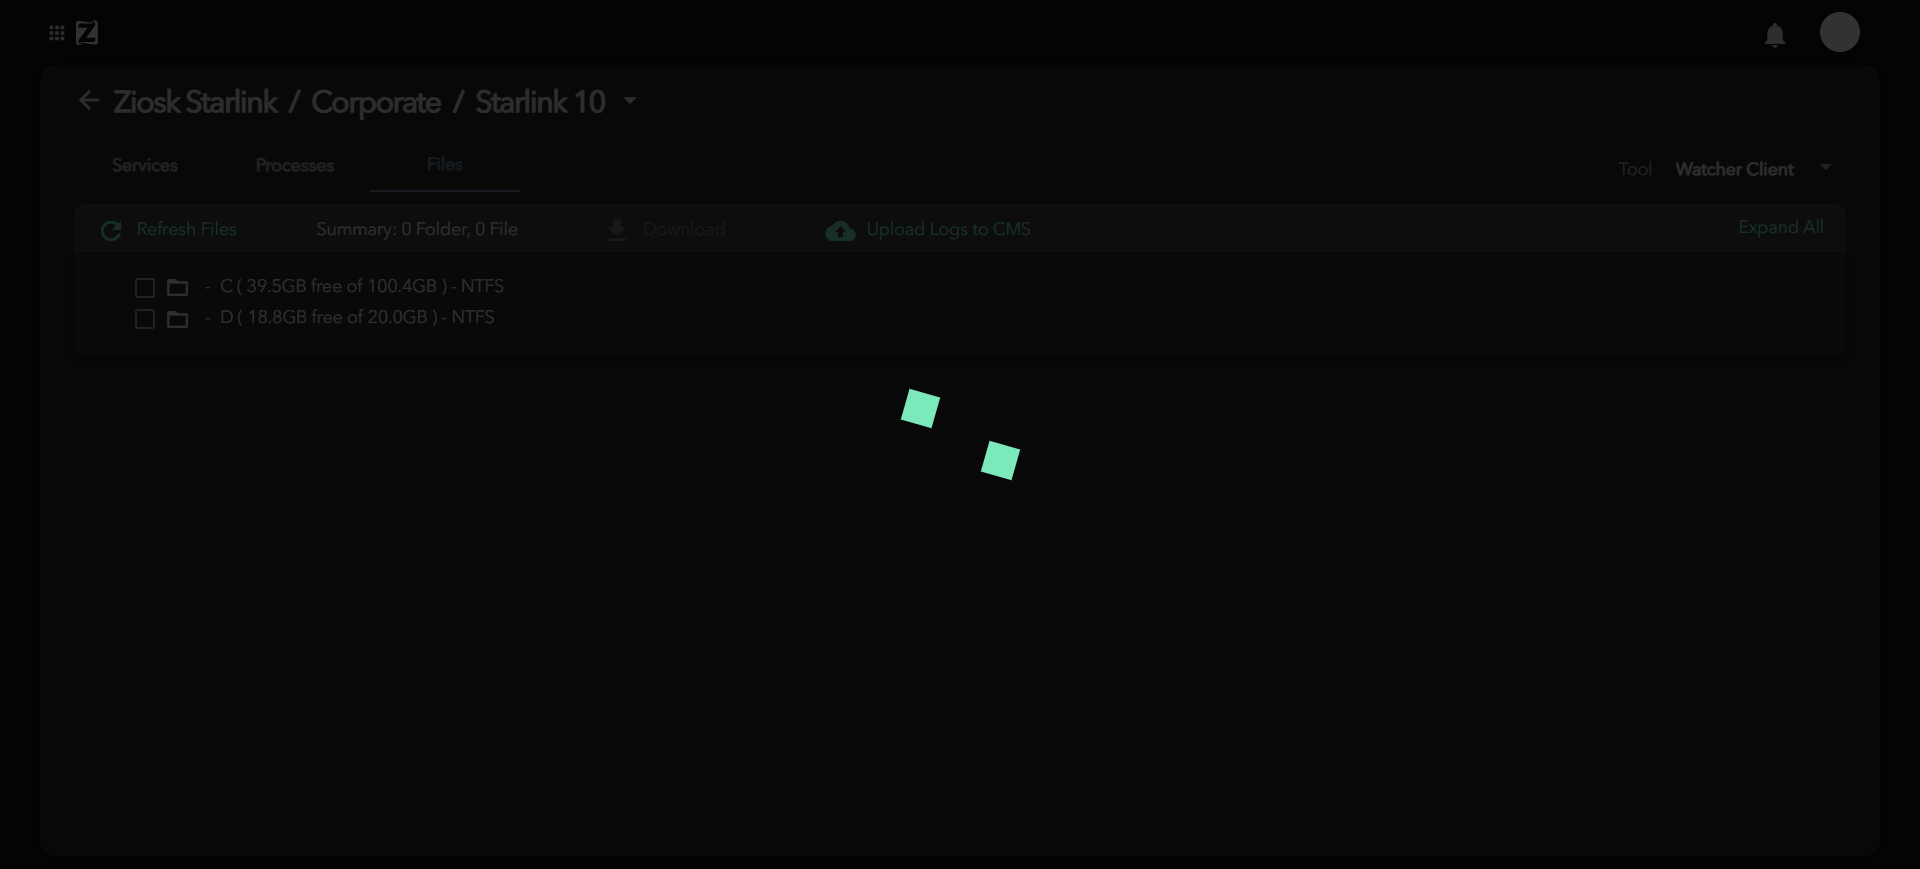 Z
Ziosk Starlink / Corporate / Starlink 10
Services Processes Files Tool Watcher Client
Refresh Files Summary: 0 Folder, 0 File Download Upload Logs to CMS Expand All
- C ( 39.5GB free of 100.4GB ) - NTFS
- D ( 18.8GB free of 20.0GB ) - NTFS